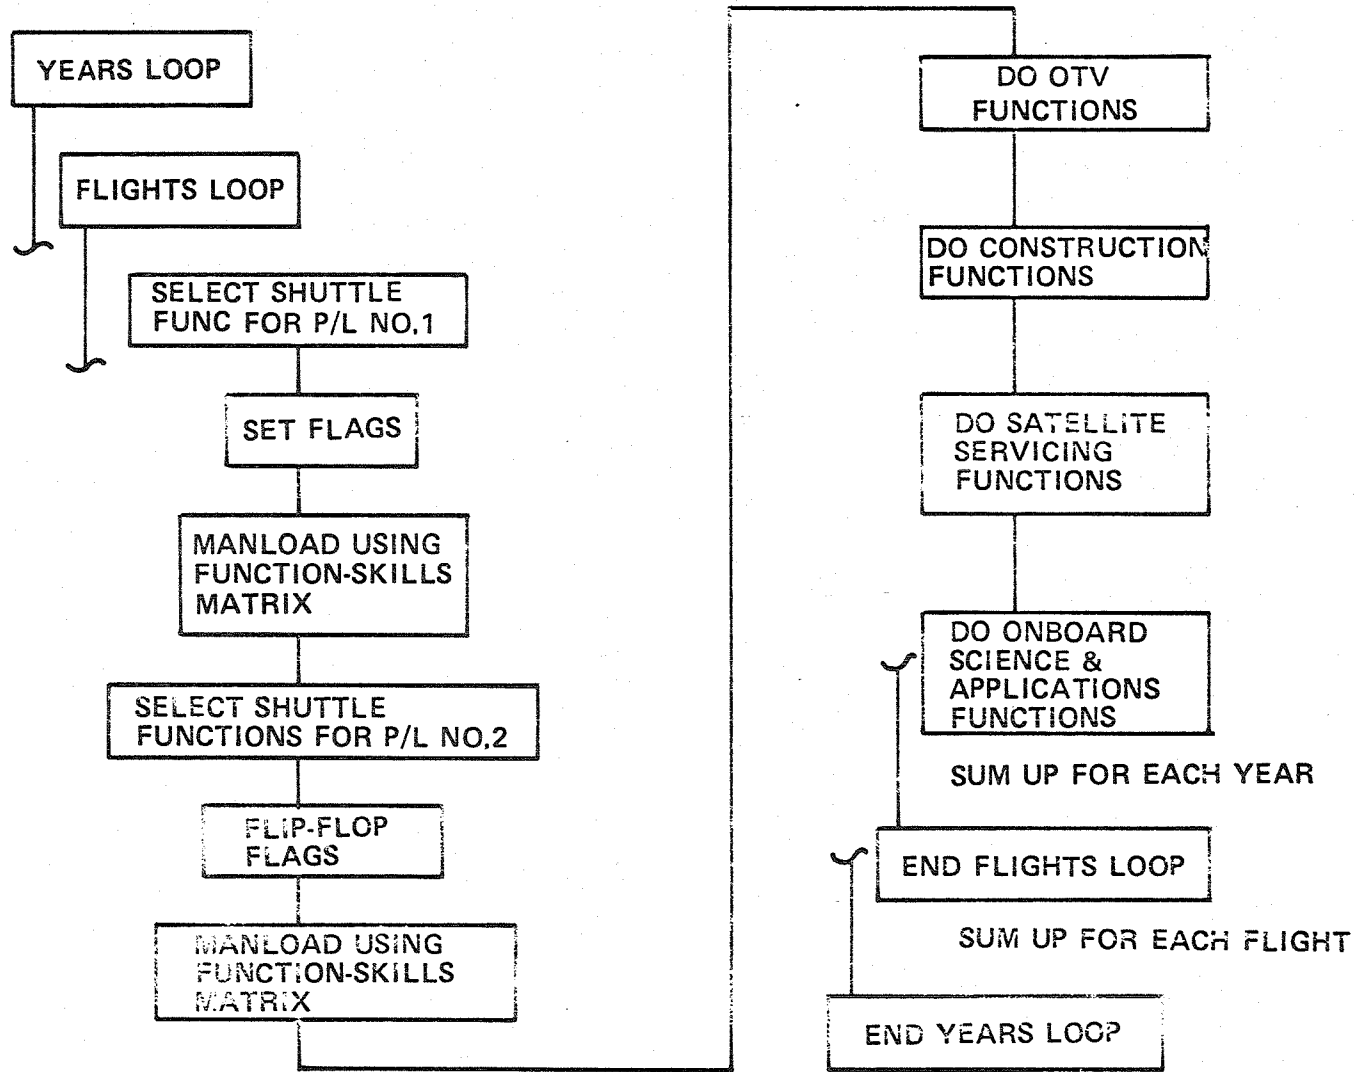 YEARS LOOP
FLIGHTS LOOP
SELECT SHUTTLE
FUNC FOR P/L NO.1
SET FLAGS
MANLOAD USING
FUNCTION-SKILLS
MATRIX
SELECT SHUTTLE
FUNCTIONS FOR P/L NO.2
FLIP-FLOP
FLAGS
MANLOAD USING
FUNCTION-SKILLS
MATRIX
DO OTV
FUNCTIONS
DO CONSTRUCTION
FUNCTIONS
DO SATELLITE
SERVICING
FUNCTIONS
DO ONBOARD
SCIENCE &
APPLICATIONS
FUNCTIONS
SUM UP FOR EACH YEAR
END FLIGHTS LOOP
SUM UP FOR EACH FLIGHT
END YEARS LOOP